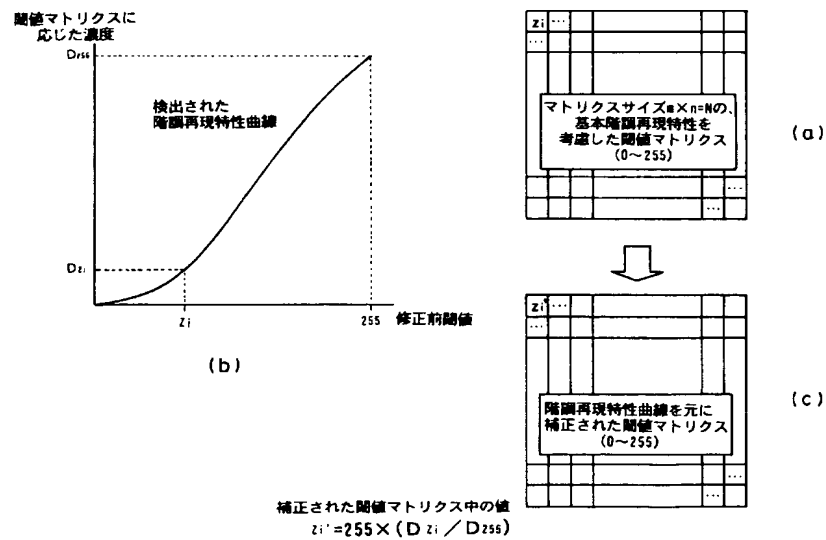 閾値マトリクスに
応じた濃度
D255
検出された
階調再現特性曲線
DZi
Zi
255
修正前閾値
(b)
Zi
...
...
マトリクスサイズm×n=Nの、
基本階調再現特性を
考慮した閾値マトリクス
(0〜255)
...
...
(a)
Zi'
...
...
階調再現特性曲線を元に
補正された閾値マトリクス
(0〜255)
...
...
(c)
補正された閾値マトリクス中の値
Zi'=255×(DZi/D255)